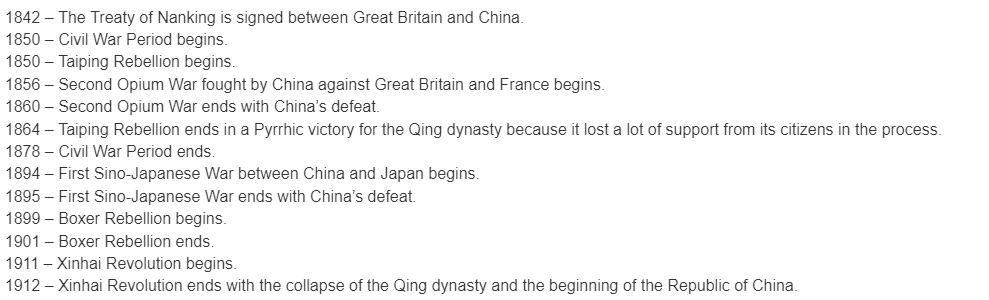 1842 – The Treaty of Nanking is signed between Great Britain and China.
1850 – Civil War Period begins.
1850 – Taiping Rebellion begins.
1856 – Second Opium War fought by China against Great Britain and France begins.
1860 – Second Opium War ends with China’s defeat.
1864 – Taiping Rebellion ends in a Pyrrhic victory for the Qing dynasty because it lost a lot of support from its citizens in the process.
1878 – Civil War Period ends.
1894 – First Sino-Japanese War between China and Japan begins.
1895 – First Sino-Japanese War ends with China’s defeat.
1899 – Boxer Rebellion begins.
1901 – Boxer Rebellion ends.
1911 – Xinhai Revolution begins.
1912 – Xinhai Revolution ends with the collapse of the Qing dynasty and the beginning of the Republic of China.